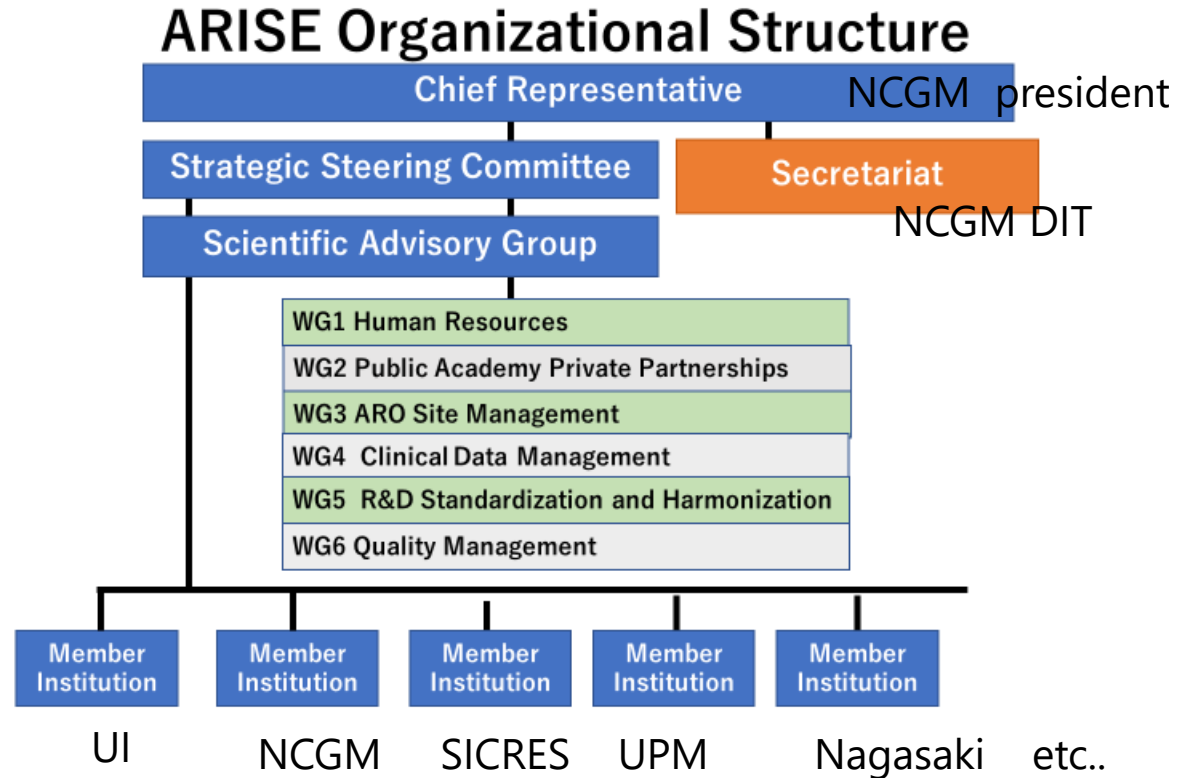 ARISE Organizational Structure
Chief Representative
NCGM president
Strategic Steering Committee
Secretariat
NCGM DIT
Scientific Advisory Group
WG1 Human Resources
WG2 Public Academy Private Partnerships
WG3 ARO Site Management
WG4 Clinical Data Management
WG5 R&D Standardization and Harmonization
WG6 Quality Management
Member
Institution
Member
Institution
Member
Institution
Member
Institution
Member
Institution
UI
NCGM
SICRES
UPM
Nagasaki
etc..